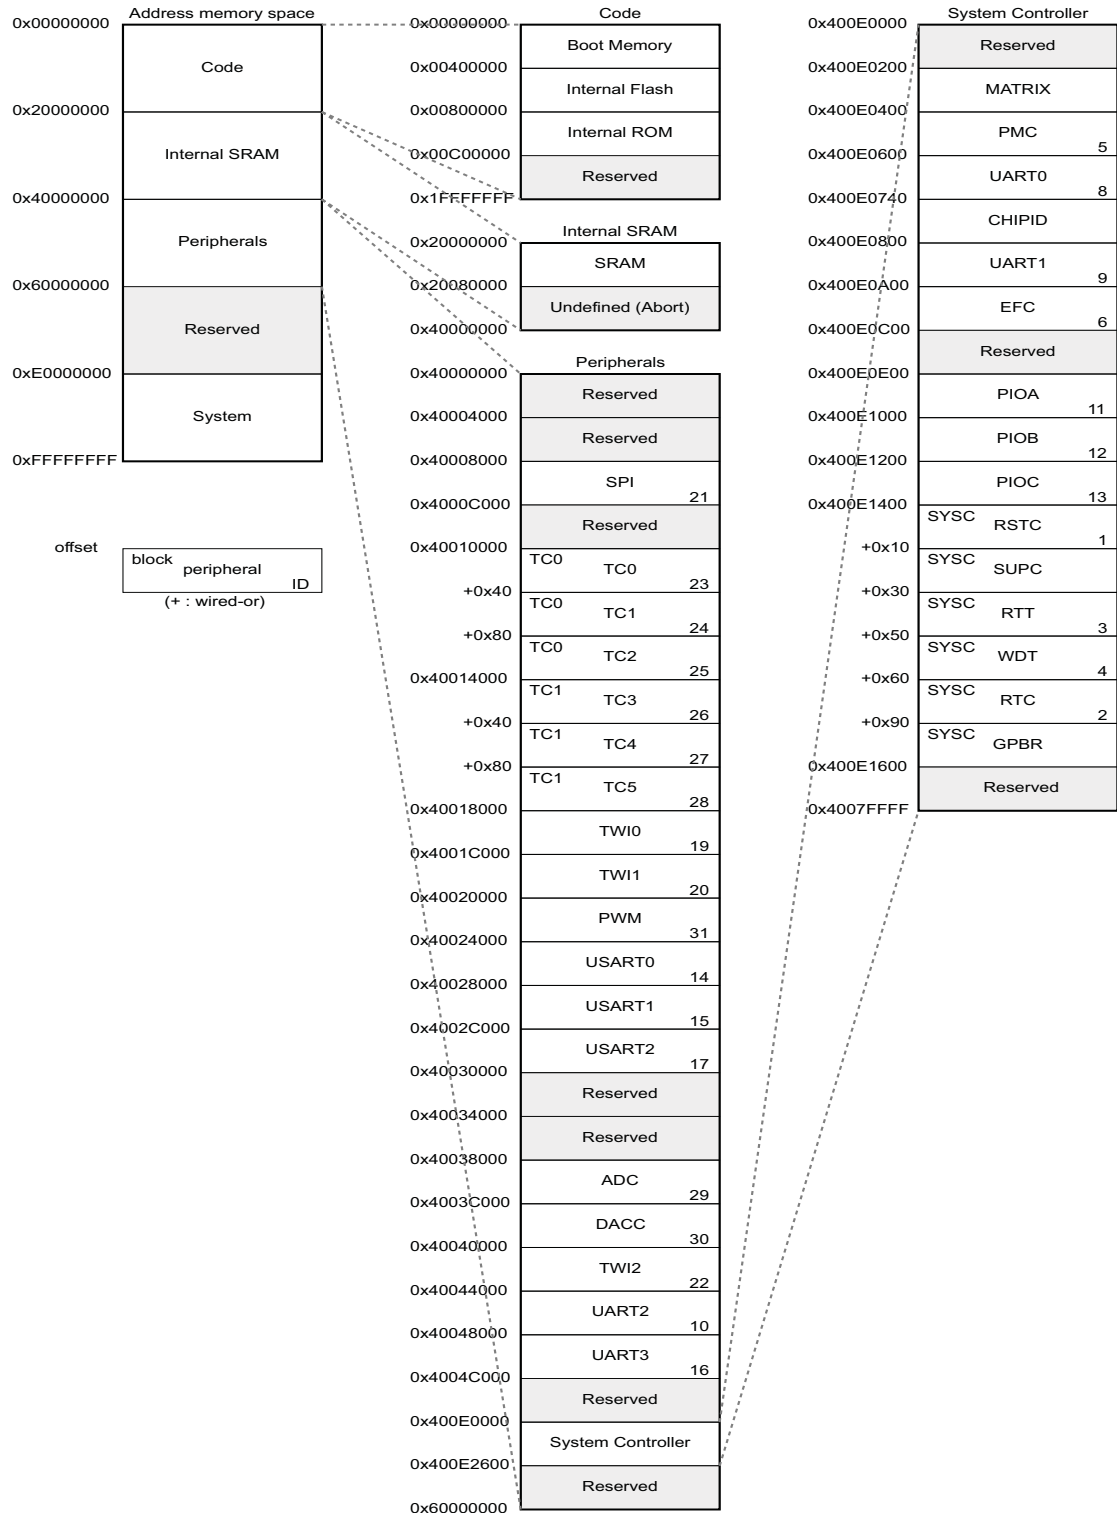 Address memory space
0x00000000
Code
0x20000000
Internal SRAM
0x40000000
Peripherals
0x60000000
Reserved
0xE0000000
System
0xFFFFFFFF
offset
block
peripheral
ID
(+ : wired-or)
Code
0x00000000
Boot Memory
0x00400000
Internal Flash
0x00800000
Internal ROM
0x00C00000
Reserved
0x1FFFFFFF
Internal SRAM
0x20000000
SRAM
0x20080000
Undefined (Abort)
0x40000000
Peripherals
0x40000000
Reserved
0x40004000
Reserved
0x40008000
SPI
21
0x4000C000
Reserved
0x40010000
TC0
TC0
23
+0x40
TC0
TC1
24
+0x80
TC0
TC2
25
0x40014000
TC1
TC3
26
+0x40
TC1
TC4
27
+0x80
TC1
TC5
28
0x40018000
TWI0
19
0x4001C000
TWI1
20
0x40020000
PWM
31
0x40024000
USART0
14
0x40028000
USART1
15
0x4002C000
USART2
17
0x40030000
Reserved
0x40034000
Reserved
0x40038000
ADC
29
0x4003C000
DACC
30
0x40040000
TWI2
22
0x40044000
UART2
10
0x40048000
UART3
16
0x4004C000
Reserved
0x400E0000
System Controller
0x400E2600
Reserved
0x60000000
System Controller
0x400E0000
Reserved
0x400E0200
MATRIX
0x400E0400
PMC
5
0x400E0600
UART0
8
0x400E0740
CHIPID
0x400E0800
UART1
9
0x400E0A00
EFC
6
0x400E0C00
Reserved
0x400E0E00
PIOA
11
0x400E1000
PIOB
12
0x400E1200
PIOC
13
0x400E1400
SYSC
RSTC
1
+0x10
SYSC
SUPC
+0x30
SYSC
RTT
3
+0x50
SYSC
WDT
4
+0x60
SYSC
RTC
2
+0x90
SYSC
GPBR
0x400E1600
Reserved
0x4007FFFF